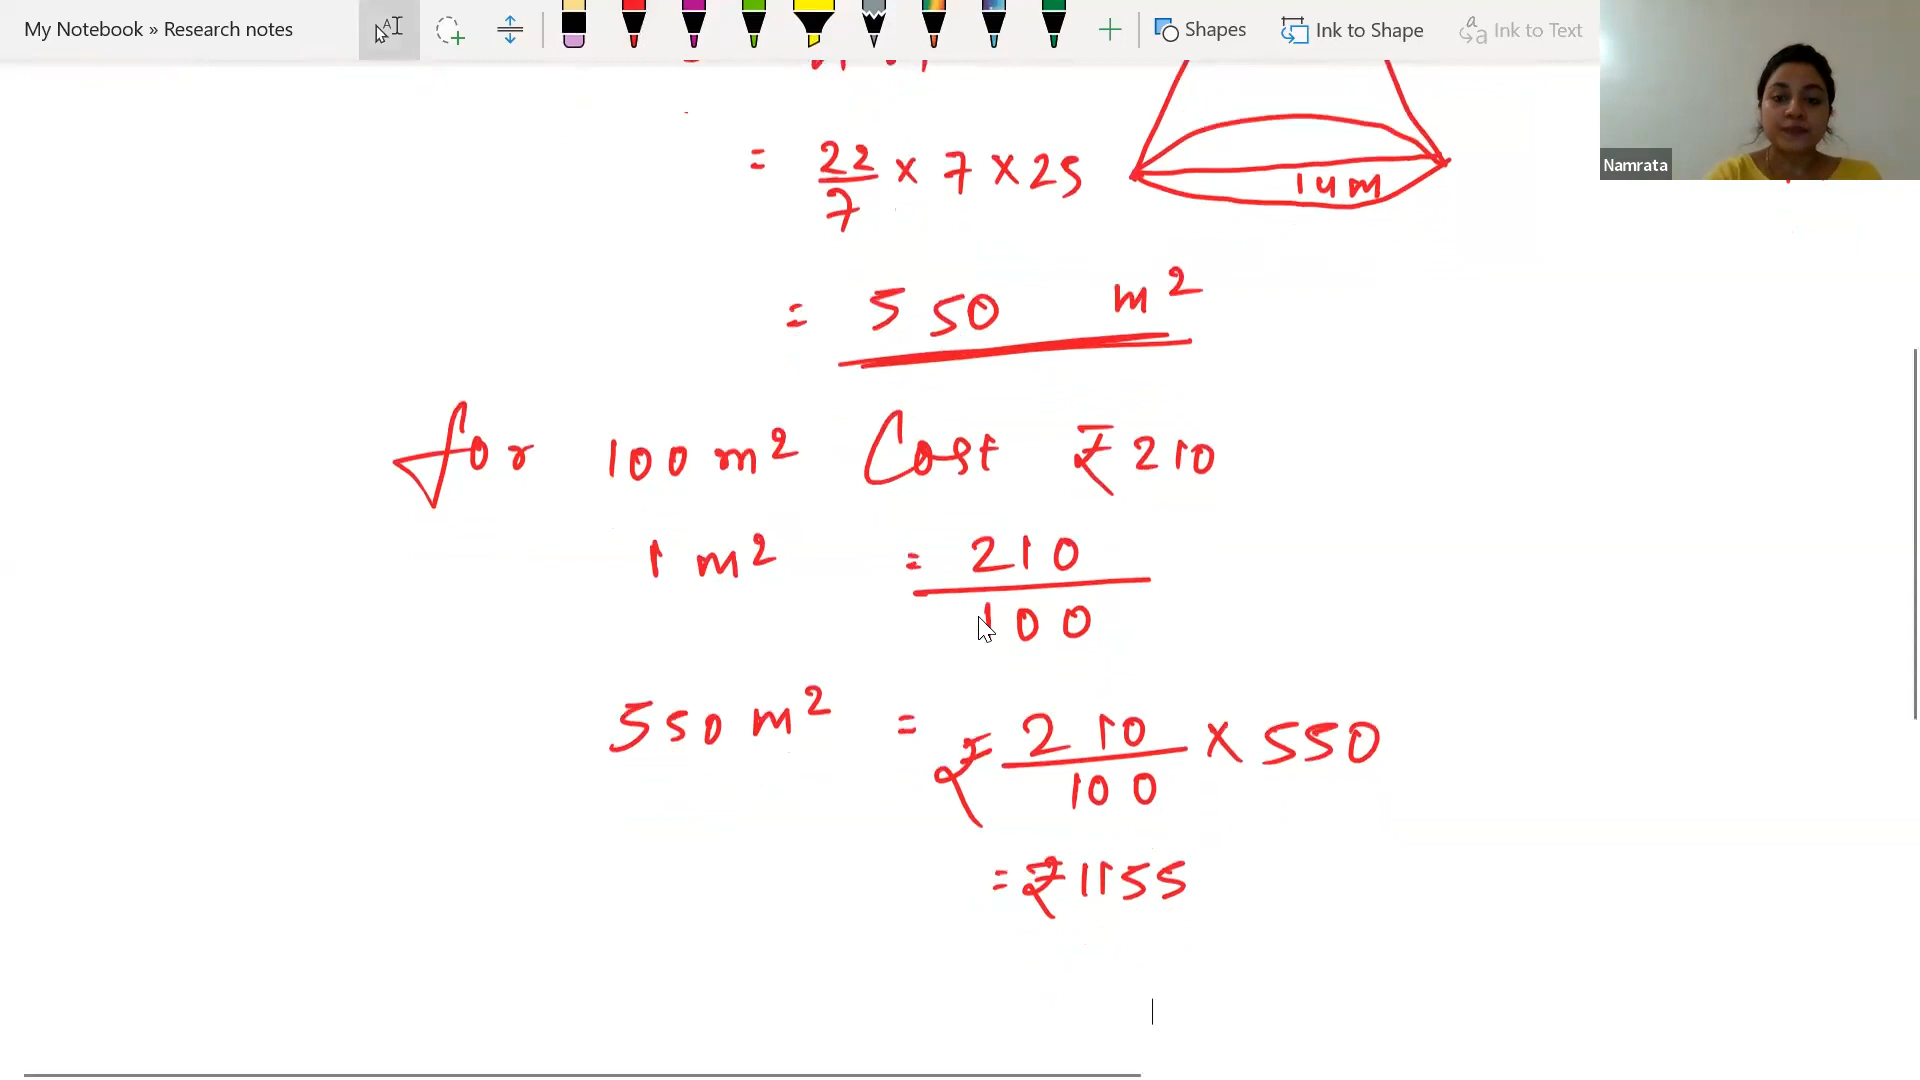 My Notebook » Research notes
Shapes
Ink to Shape
Ink to Text
Namrata
= 22/7 × 7 × 25
14m
= 550 m²
for 100 m² Cost ₹210
1 m² = 210/100
550 m² = ₹ 210/100 × 550
= ₹1155